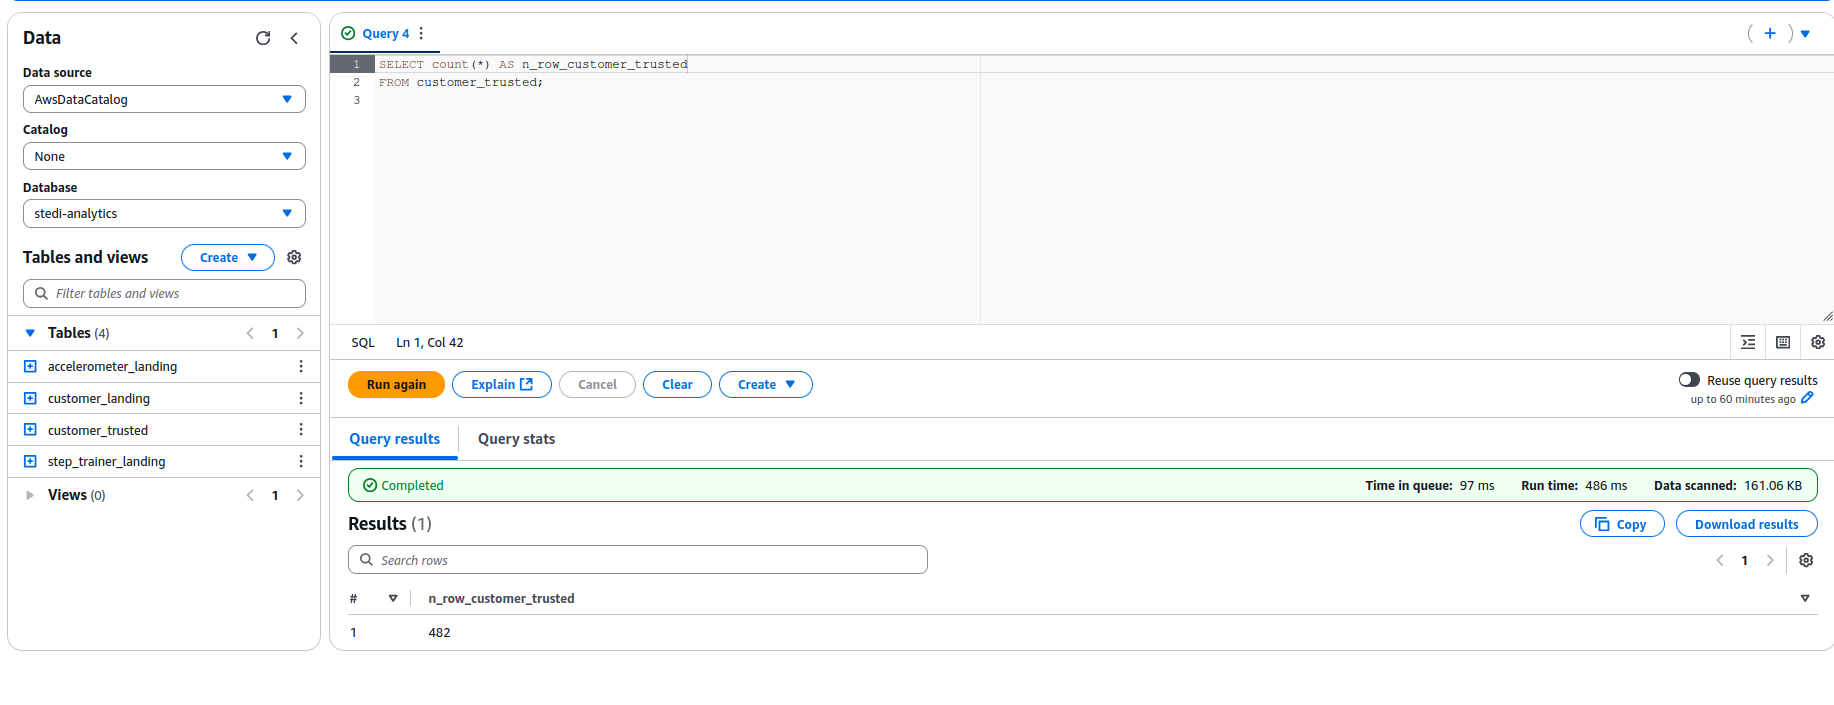 Data
Data source
AwsDataCatalog
Catalog
None
Database
stedi-analytics
Tables and views
Create
Filter tables and views
Tables (4)
1
accelerometer_landing
customer_landing
customer_trusted
step_trainer_landing
Views (0)
1
Query 4
1 SELECT count(*) AS n_row_customer_trusted
2 FROM customer_trusted;
3
SQL Ln 1, Col 42
Run again Explain Cancel Clear Create
Reuse query results
up to 60 minutes ago
Query results Query stats
Completed Time in queue: 97 ms Run time: 486 ms Data scanned: 161.06 KB
Results (1) Copy Download results
Search rows 1
# n_row_customer_trusted
1 482